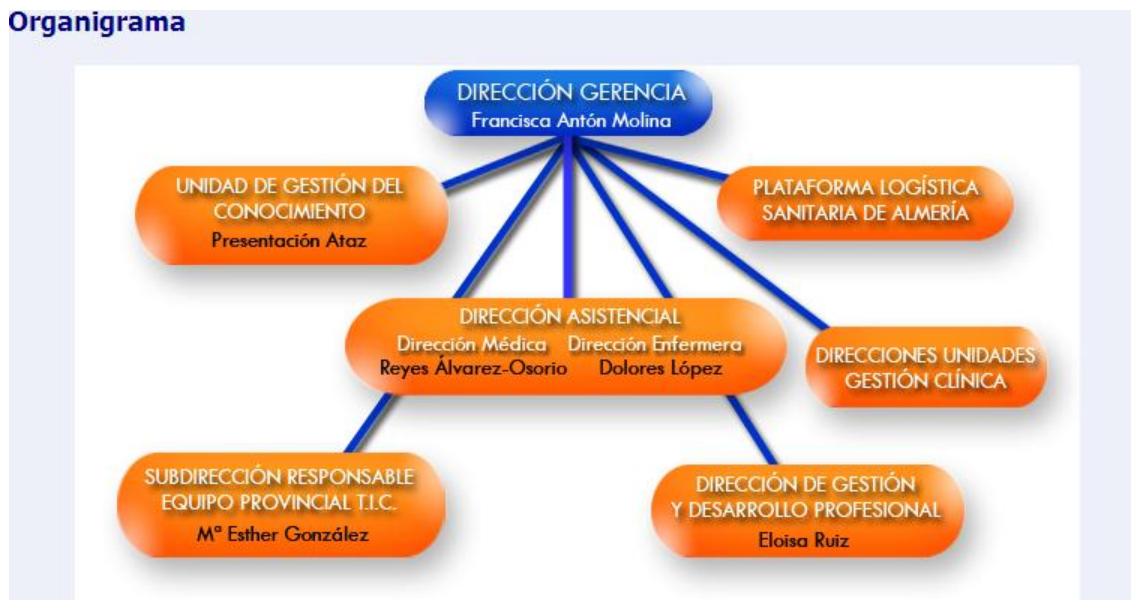 Organigrama
DIRECCIÓN GERENCIA
Francisca Antón Molina
UNIDAD DE GESTIÓN DEL
CONOCIMIENTO
Presentación Ataz
PLATAFORMA LOGÍSTICA
SANITARIA DE ALMERÍA
DIRECCIÓN ASISTENCIAL
Dirección Médica Dirección Enfermera
Reyes Álvarez-Osorio Dolores López
DIRECCIONES UNIDADES
GESTIÓN CLÍNICA
SUBDIRECCIÓN RESPONSABLE
EQUIPO PROVINCIAL T.I.C.
Mª Esther González
DIRECCIÓN DE GESTIÓN
Y DESARROLLO PROFESIONAL
Eloisa Ruiz